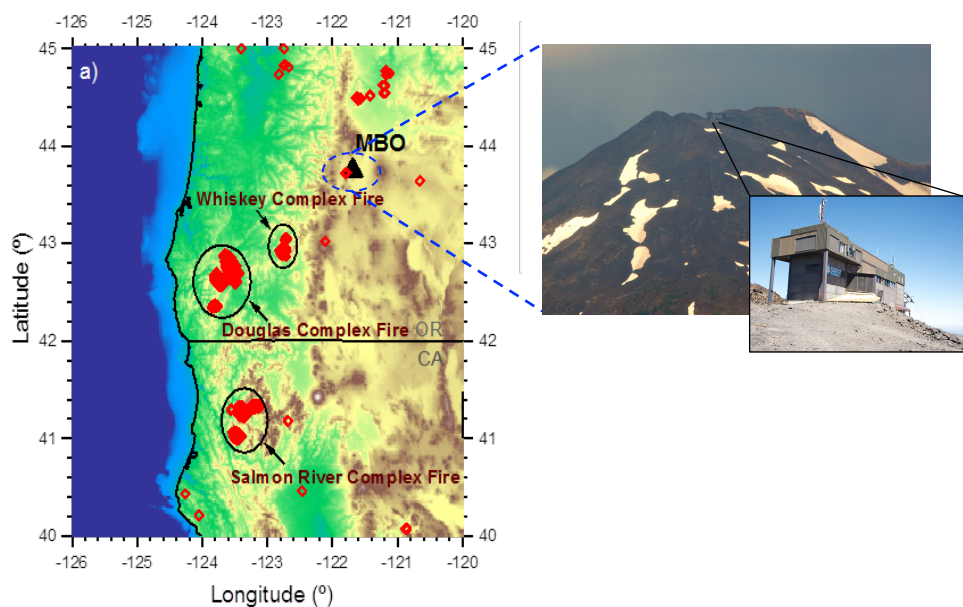 -126 -125 -124 -123 -122 -121 -120
45 45
a)
MBO
44 44
Whiskey Complex Fire
43 43
Latitude (º)
Douglas Complex Fire OR
42 42
CA
41 41
Salmon River Complex Fire
40 40
-126 -125 -124 -123 -122 -121 -120
Longitude (º)